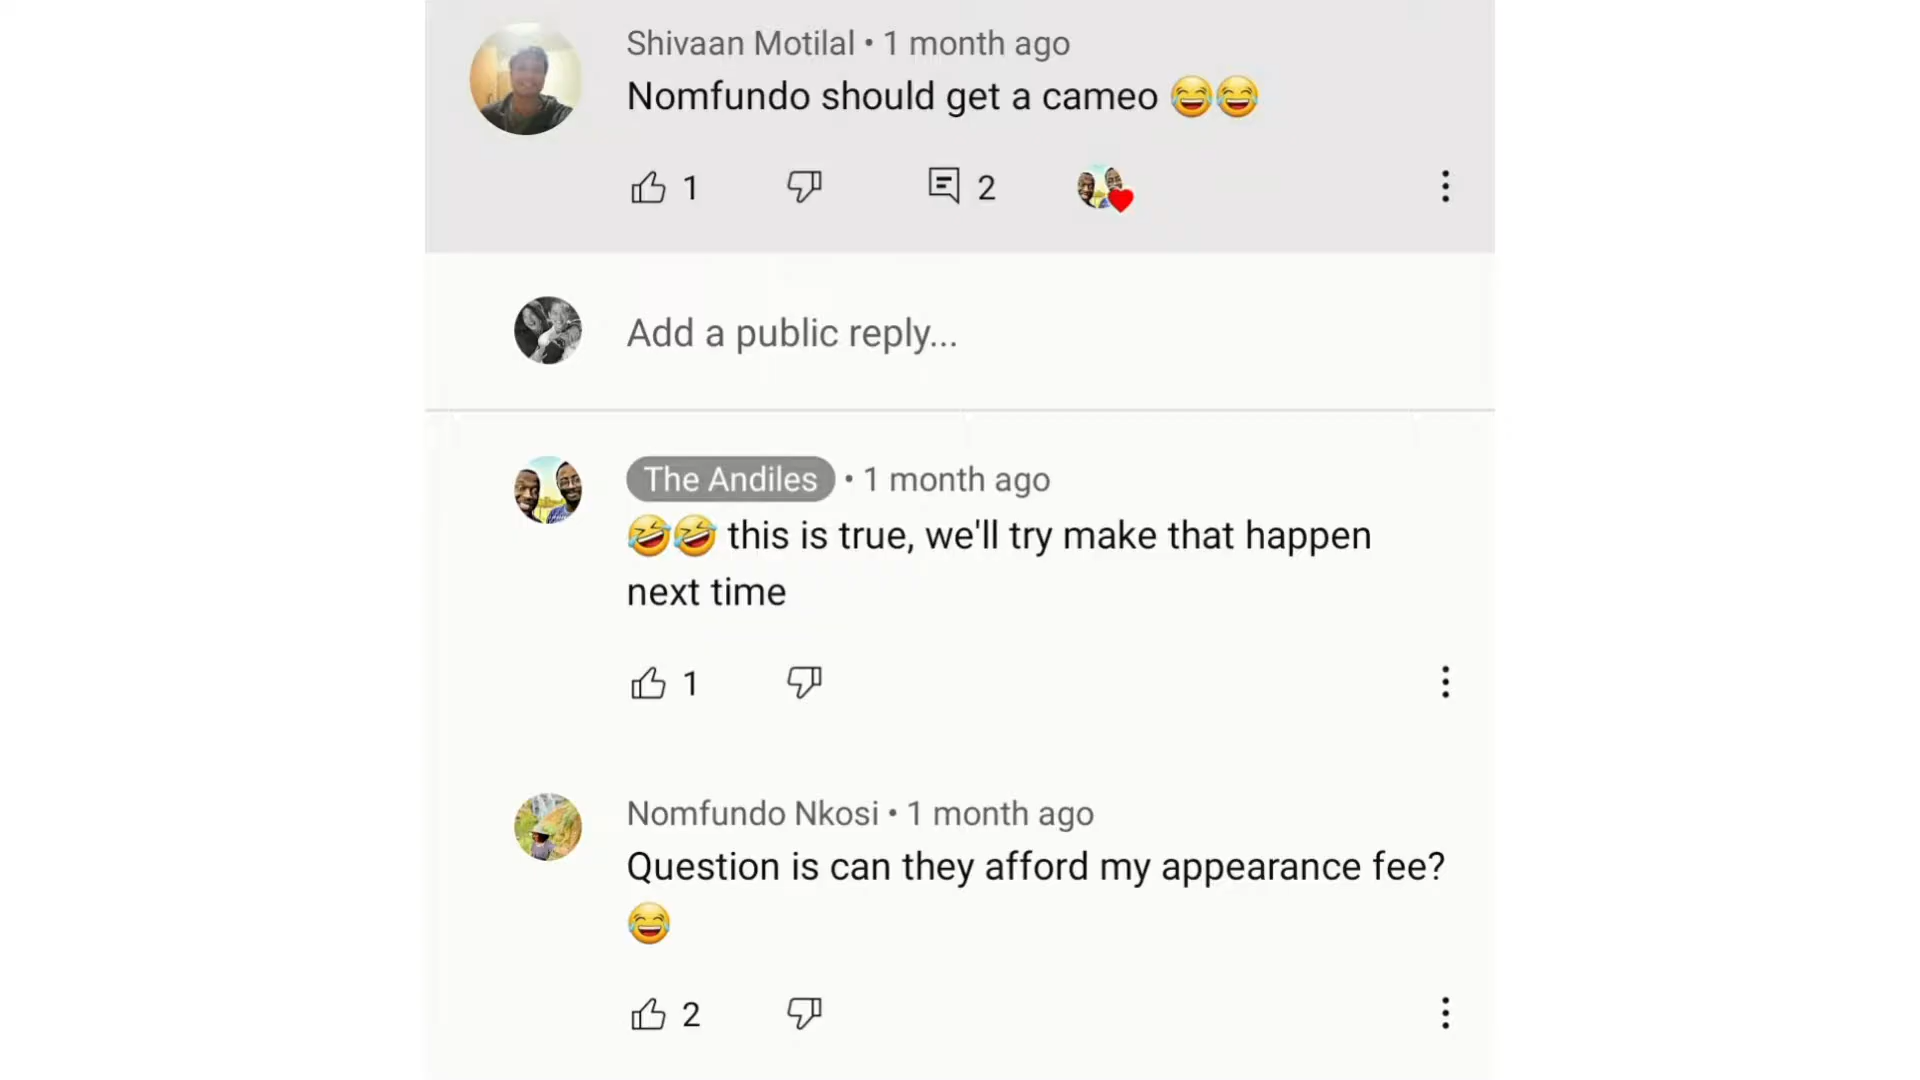 Shivaan Motilal • 1 month ago
Nomfundo should get a cameo 😂😂
1 2
Add a public reply...
The Andiles • 1 month ago
🤣🤣 this is true, we'll try make that happen
next time
1
Nomfundo Nkosi • 1 month ago
Question is can they afford my appearance fee?
😂
2